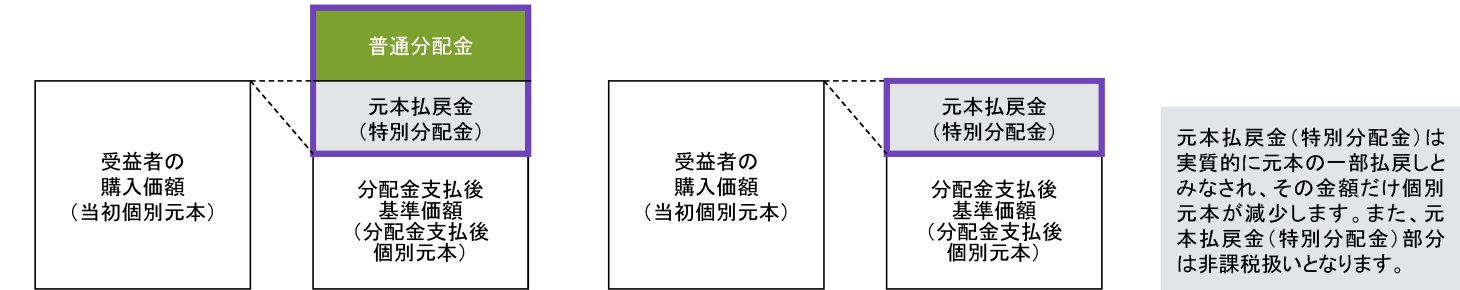 普通分配金
元本払戻金
（特別分配金）
受益者の
購入価額
（当初個別元本）
分配金支払後
基準価額
（分配金支払後
個別元本）
元本払戻金
（特別分配金）
受益者の
購入価額
（当初個別元本）
分配金支払後
基準価額
（分配金支払後
個別元本）
元本払戻金（特別分配金）は
実質的に元本の一部払戻しと
みなされ、その金額だけ個別
元本が減少します。また、元
本払戻金（特別分配金）部分
は非課税扱いとなります。